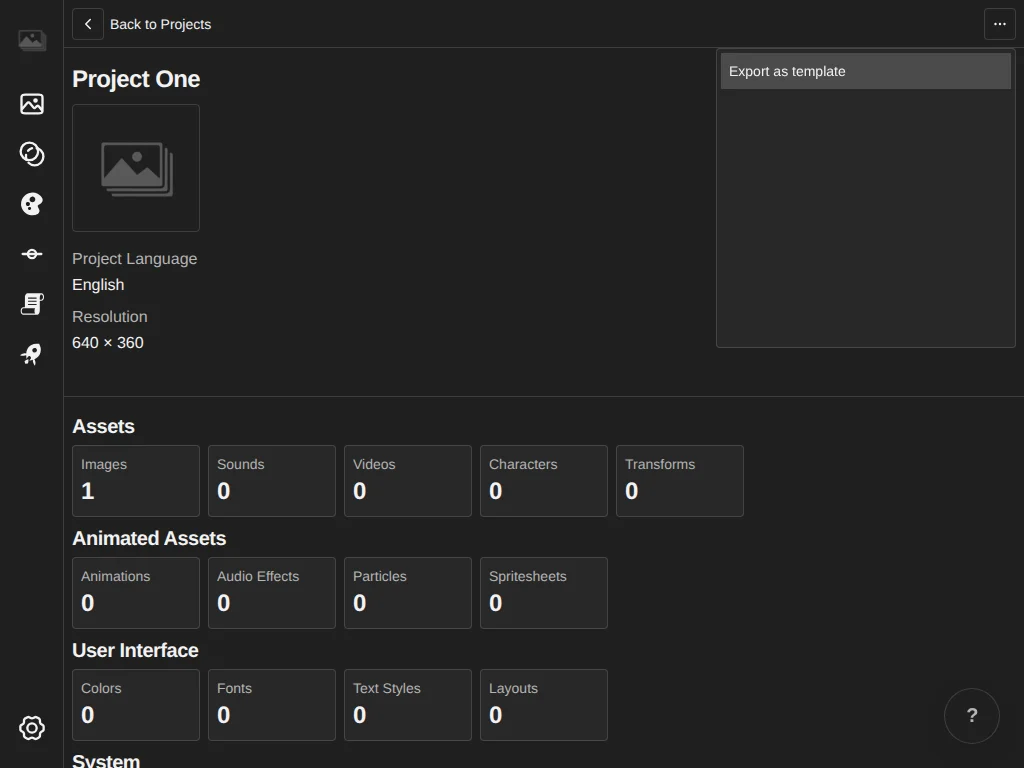 Back to Projects
Export as template
Project One
Project Language
English
Resolution
640 × 360
Assets
Images
1
Sounds
0
Videos
0
Characters
0
Transforms
0
Animated Assets
Animations
0
Audio Effects
0
Particles
0
Spritesheets
0
User Interface
Colors
0
Fonts
0
Text Styles
0
Layouts
0
?
System